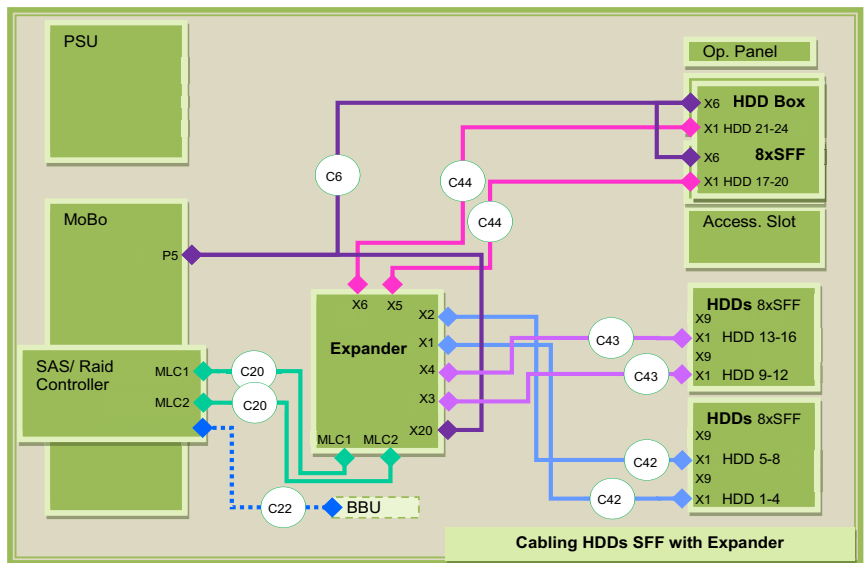 PSU
Op. Panel
X6 HDD Box
X1 HDD 21-24
X6 8xSFF
X1 HDD 17-20
C6
C44
C44
MoBo
Access. Slot
P5
X6 X5
X2
Expander
X1
X4
X3
X20
MLC1 MLC2
HDDs 8xSFF
X9
X1 HDD 13-16
X9
X1 HDD 9-12
C43
C43
SAS/ Raid
Controller
MLC1
MLC2
C20
C20
HDDs 8xSFF
X9
X1 HDD 5-8
X9
X1 HDD 1-4
C42
C42
C22
BBU
Cabling HDDs SFF with Expander